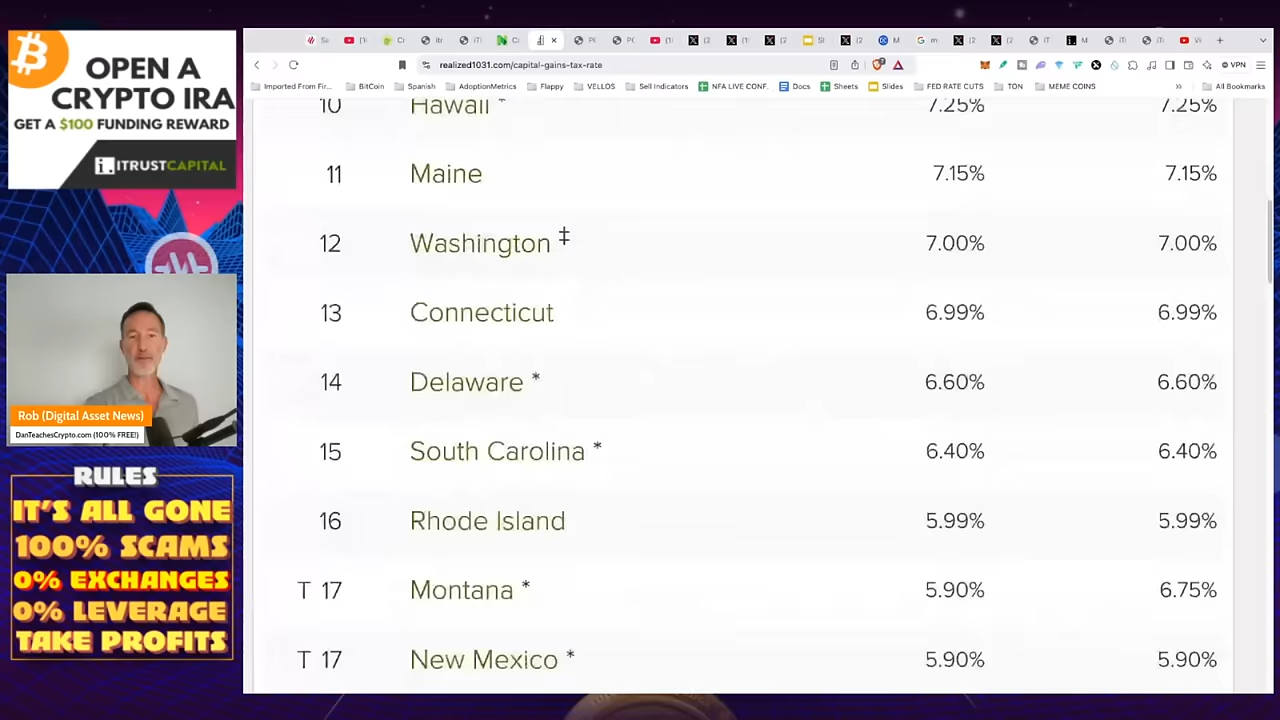 OPEN A
CRYPTO IRA
GET A $100 FUNDING REWARD
ITRUSTCAPITAL
Rob (Digital Asset News)
DanTeachesCrypto.com (100% FREE!)
RULES
IT'S ALL GONE
100% SCAMS
0% EXCHANGES
0% LEVERAGE
TAKE PROFITS
realized1031.com/capital-gains-tax-rate
VPN
Imported From Fir... BitCoin Spanish AdoptionMetrics Flappy VELLOS Sell Indicators NFA LIVE CONF. Docs Sheets Slides FED RATE CUTS TON MEME COINS » All Bookmarks
10 Hawaii * 7.25% 7.25%
11 Maine 7.15% 7.15%
12 Washington ‡ 7.00% 7.00%
13 Connecticut 6.99% 6.99%
14 Delaware * 6.60% 6.60%
15 South Carolina * 6.40% 6.40%
16 Rhode Island 5.99% 5.99%
T 17 Montana * 5.90% 6.75%
T 17 New Mexico * 5.90% 5.90%